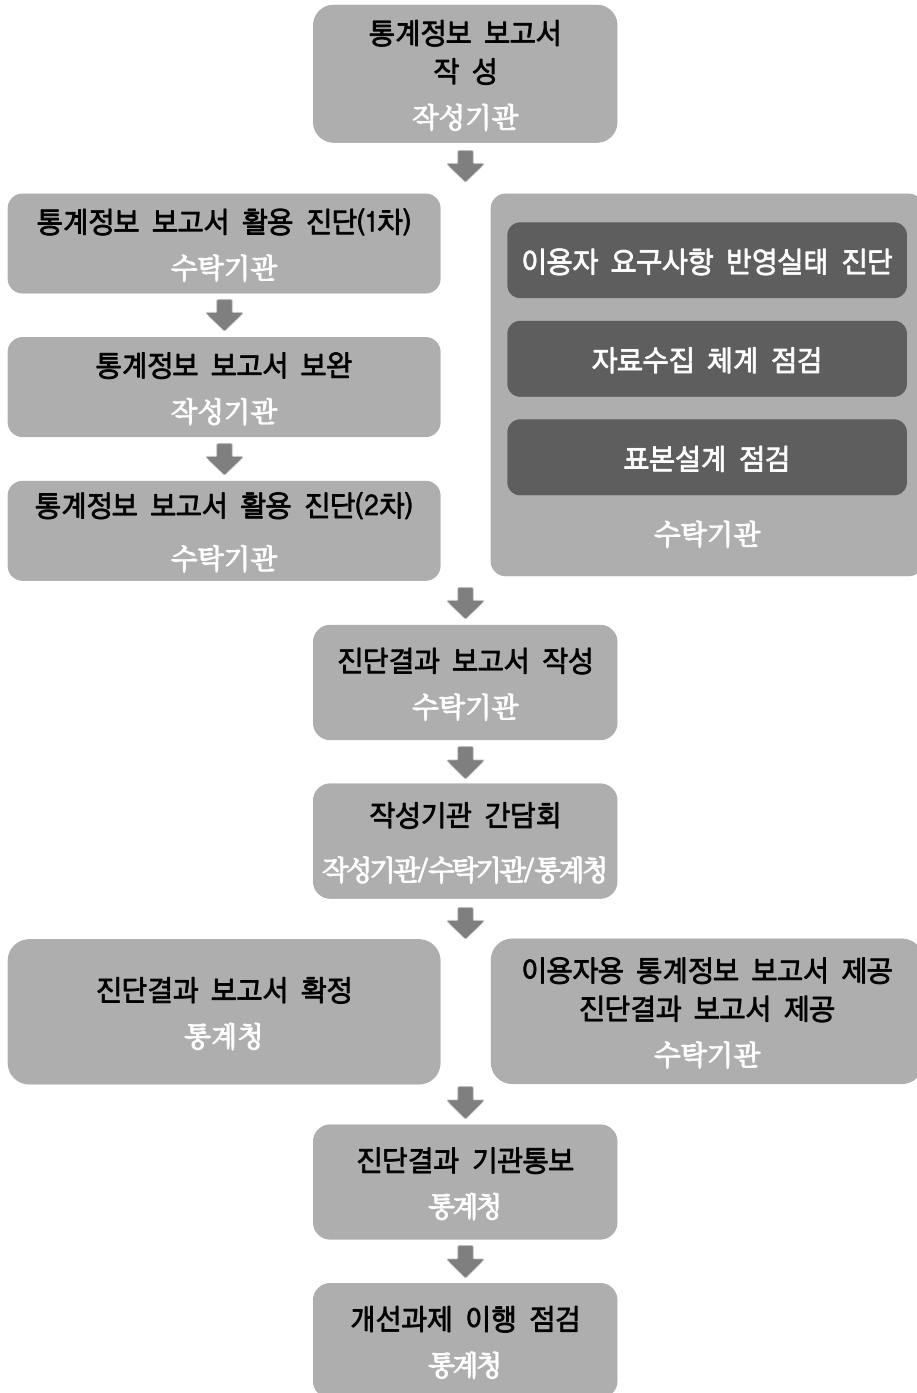 통계정보 보고서
작 성
작성기관
통계정보 보고서 활용 진단(1차)
수탁기관
통계정보 보고서 보완
작성기관
통계정보 보고서 활용 진단(2차)
수탁기관
이용자 요구사항 반영실태 진단
자료수집 체계 점검
표본설계 점검
수탁기관
진단결과 보고서 작성
수탁기관
작성기관 간담회
작성기관/수탁기관/통계청
진단결과 보고서 확정
통계청
이용자용 통계정보 보고서 제공
진단결과 보고서 제공
수탁기관
진단결과 기관통보
통계청
개선과제 이행 점검
통계청